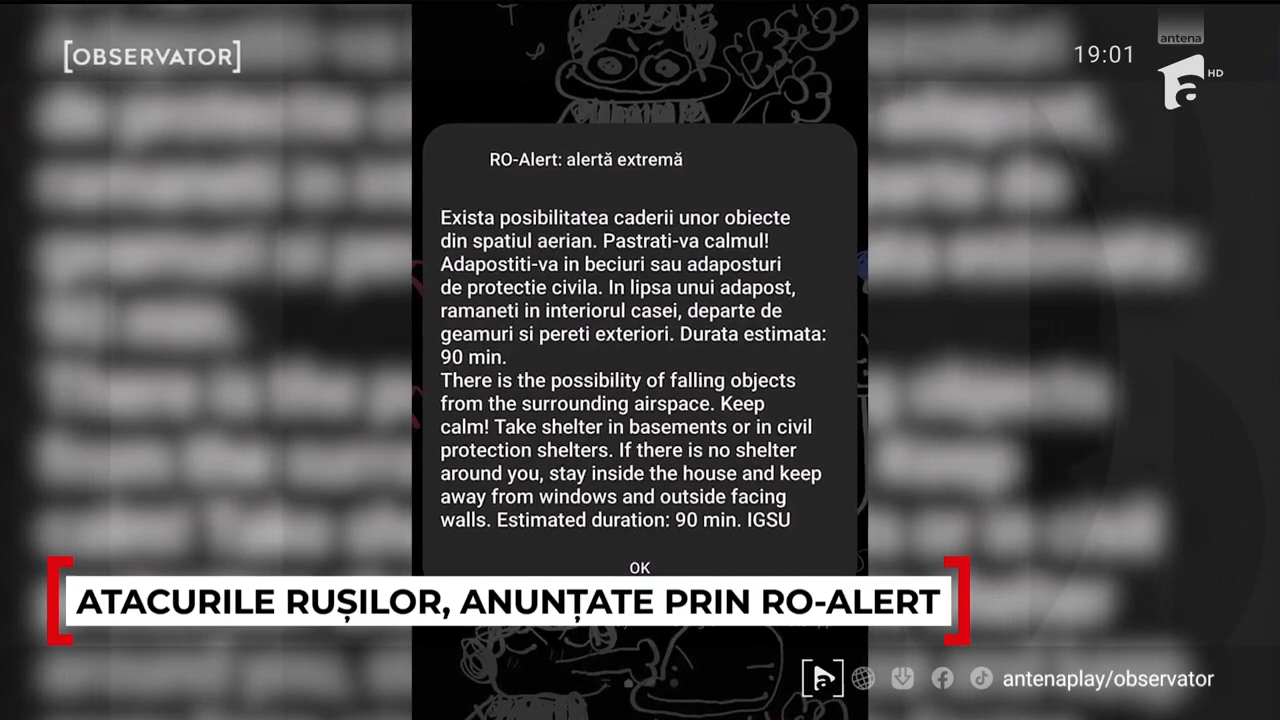 [OBSERVATOR]
19:01
antena
a
HD
RO-Alert: alertă extremă
Exista posibilitatea caderii unor obiecte
din spatiul aerian. Pastrati-va calmul!
Adapostiti-va in beciuri sau adaposturi
de protectie civila. In lipsa unui adapost,
ramaneti in interiorul casei, departe de
geamuri si pereti exteriori. Durata estimata:
90 min.
There is the possibility of falling objects
from the surrounding airspace. Keep
calm! Take shelter in basements or in civil
protection shelters. If there is no shelter
around you, stay inside the house and keep
away from windows and outside facing
walls. Estimated duration: 90 min. IGSU
OK
ATACURILE RUȘILOR, ANUNȚATE PRIN RO-ALERT
antenaplay/observator